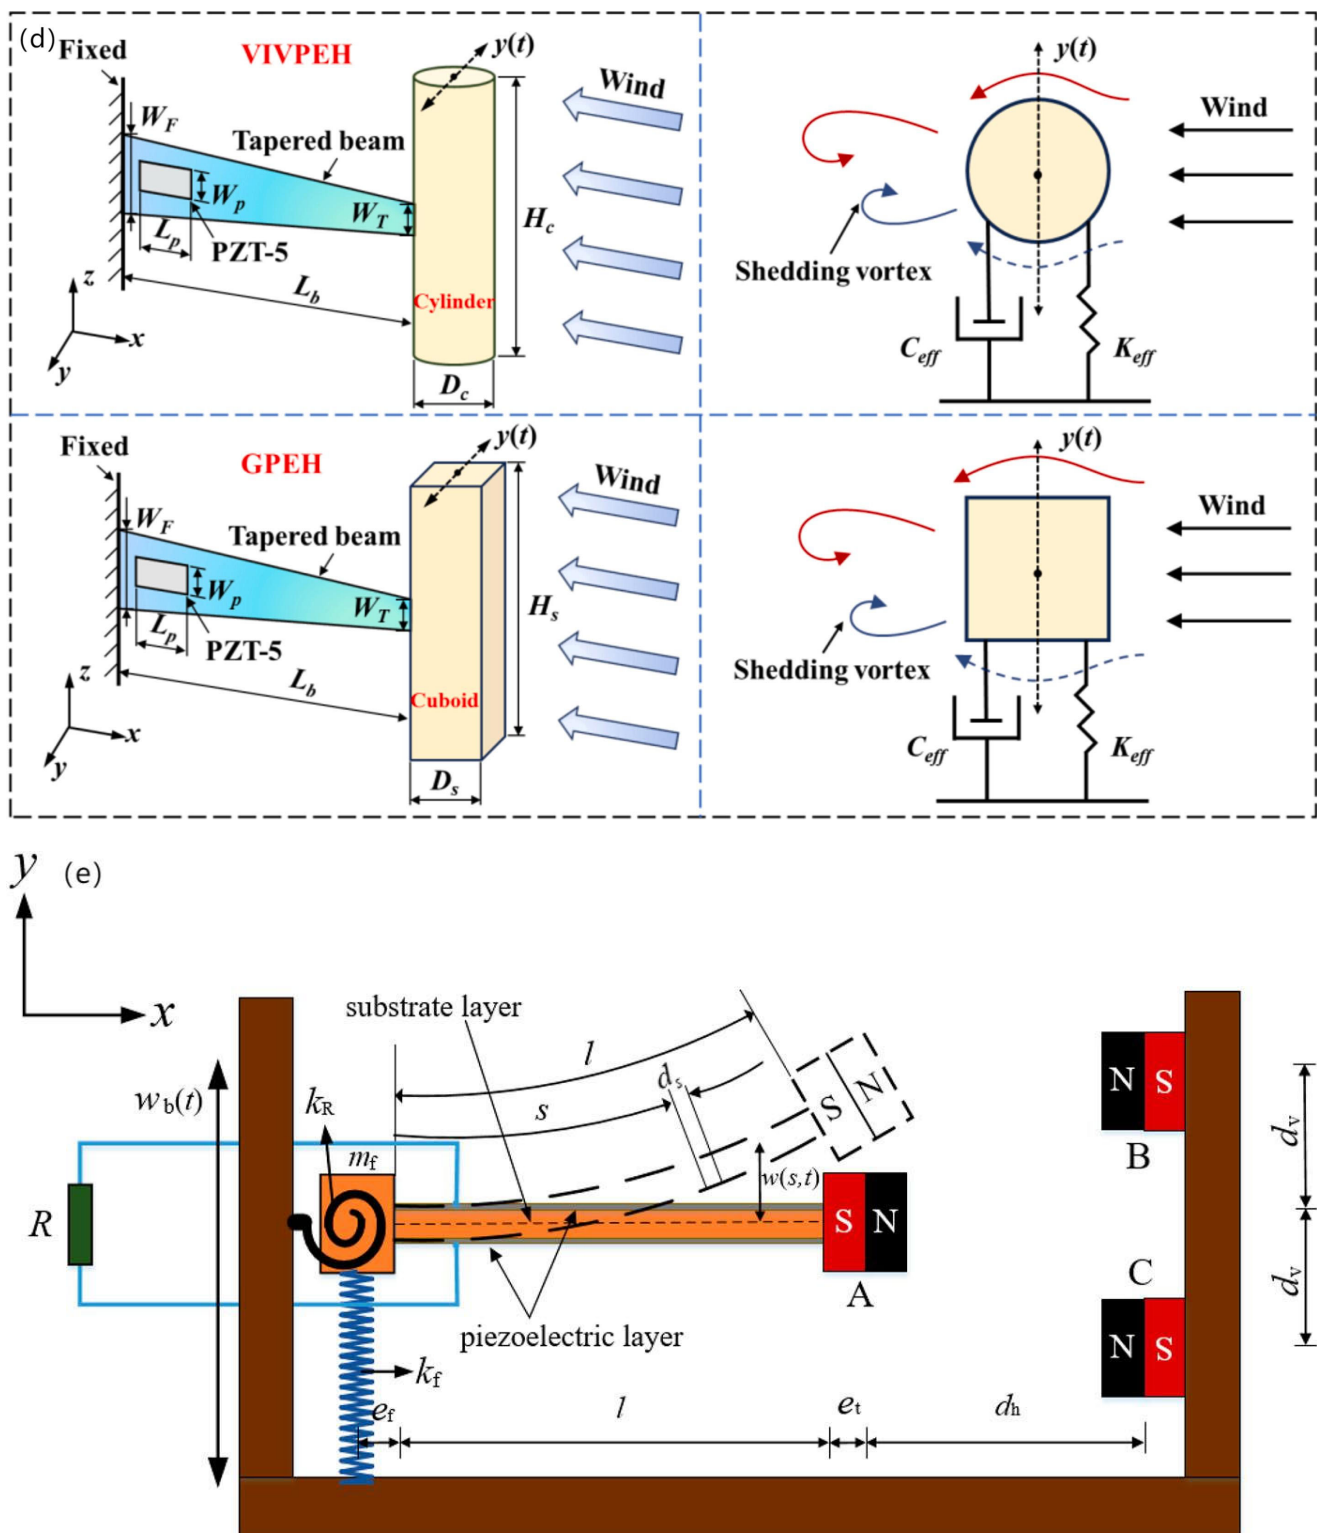 (d)
Fixed
VIVPEH
y(t)
Wind
W_F
Tapered beam
W_p
W_T
H_c
L_p
PZT-5
L_b
Cylinder
z
x
y
D_c
y(t)
Wind
Shedding vortex
C_eff
K_eff
Fixed
GPEH
y(t)
Wind
W_F
Tapered beam
W_p
W_T
H_s
L_p
PZT-5
L_b
Cuboid
z
x
y
D_s
y(t)
Wind
Shedding vortex
C_eff
K_eff
y
(e)
x
substrate layer
l
d_s
s
S N
w_b(t)
k_R
m_f
w(s,t)
N S
B
d_v
R
S N
A
C
d_v
N S
piezoelectric layer
k_f
e_f
l
e_t
d_h